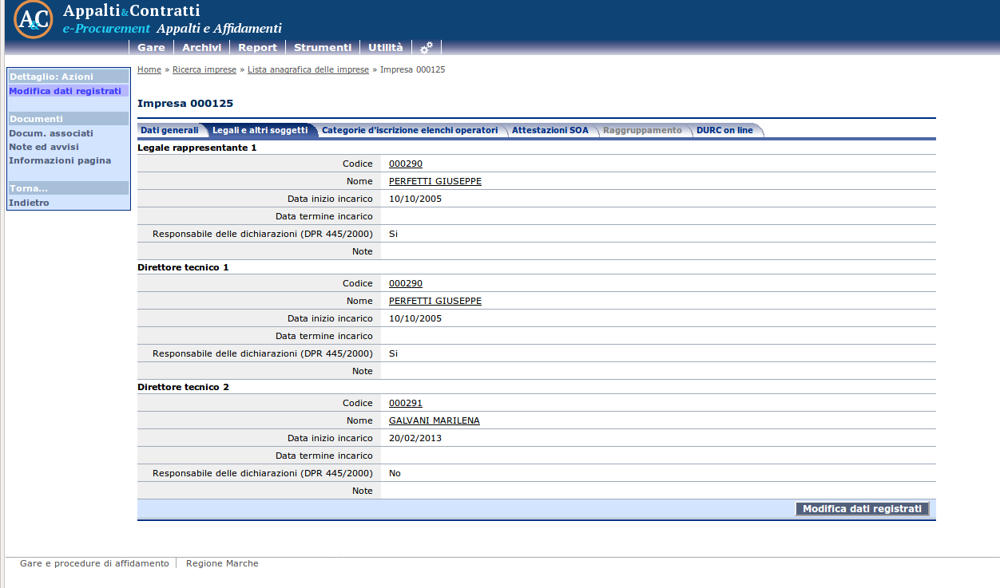 A&C
Appalti&Contratti
e-Procurement Appalti e Affidamenti
Gare Archivi Report Strumenti Utilità
Dettaglio: Azioni
Modifica dati registrati
Documenti
Docum. associati
Note ed avvisi
Informazioni pagina
Torna...
Indietro
Home » Ricerca imprese » Lista anagrafica delle imprese » Impresa 000125
Impresa 000125
Dati generali Legali e altri soggetti Categorie d'iscrizione elenchi operatori Attestazioni SOA Raggruppamento DURC on line
Legale rappresentante 1
Codice 000290
Nome PERFETTI GIUSEPPE
Data inizio incarico 10/10/2005
Data termine incarico
Responsabile delle dichiarazioni (DPR 445/2000) Si
Note
Direttore tecnico 1
Codice 000290
Nome PERFETTI GIUSEPPE
Data inizio incarico 10/10/2005
Data termine incarico
Responsabile delle dichiarazioni (DPR 445/2000) Si
Note
Direttore tecnico 2
Codice 000291
Nome GALVANI MARILENA
Data inizio incarico 20/02/2013
Data termine incarico
Responsabile delle dichiarazioni (DPR 445/2000) No
Note
Modifica dati registrati
Gare e procedure di affidamento Regione Marche